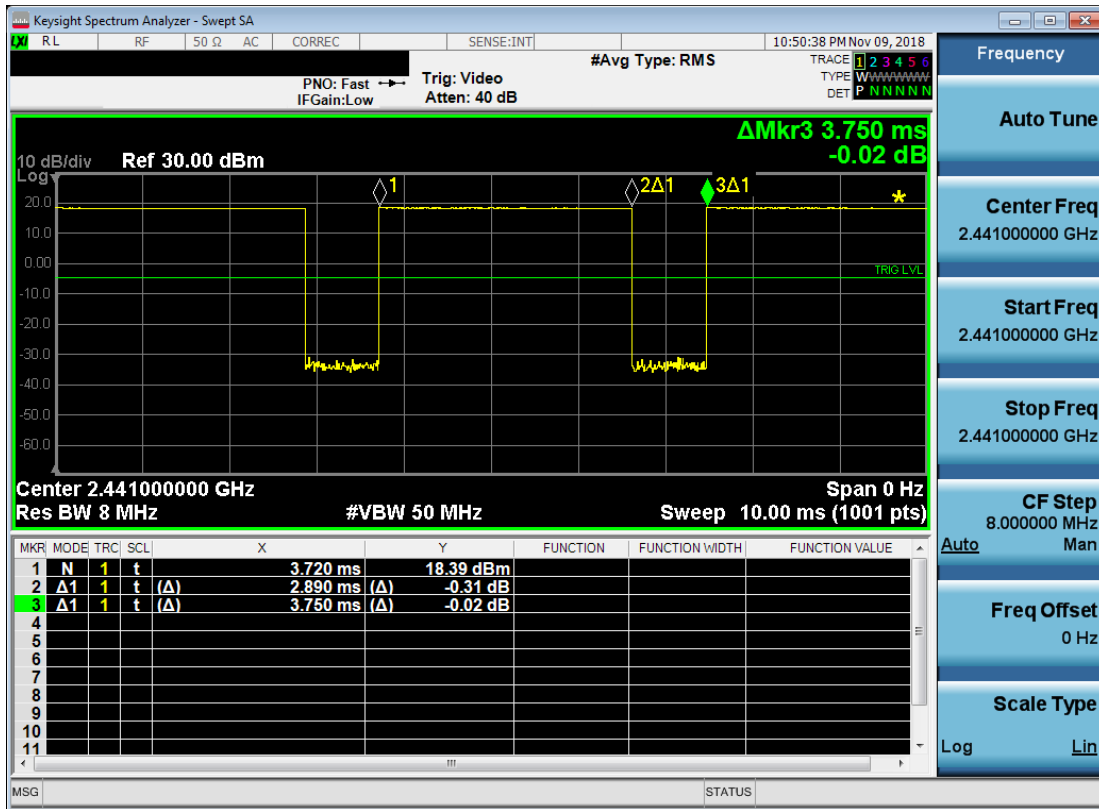 Keysight Spectrum Analyzer - Swept SA
LXI RL RF 50 Ω AC CORREC SENSE:INT 10:50:38 PM Nov 09, 2018
#Avg Type: RMS TRACE 1 2 3 4 5 6
PNO: Fast Trig: Video TYPE WWWWWWW
IFGain:Low Atten: 40 dB DET P N N N N N
Frequency
Auto Tune
Center Freq
2.441000000 GHz
Start Freq
2.441000000 GHz
Stop Freq
2.441000000 GHz
CF Step
8.000000 MHz
Auto Man
Freq Offset
0 Hz
Scale Type
Log Lin
ΔMkr3 3.750 ms
-0.02 dB
10 dB/div Ref 30.00 dBm
Log
1 2Δ1 3Δ1 *
20.0
10.0
0.00
TRIG LVL
-10.0
-20.0
-30.0
-40.0
-50.0
-60.0
Center 2.441000000 GHz Span 0 Hz
Res BW 8 MHz #VBW 50 MHz Sweep 10.00 ms (1001 pts)
MKR MODE TRC SCL X Y FUNCTION FUNCTION WIDTH FUNCTION VALUE
1 N 1 t 3.720 ms 18.39 dBm
2 Δ1 1 t (Δ) 2.890 ms (Δ) -0.31 dB
3 Δ1 1 t (Δ) 3.750 ms (Δ) -0.02 dB
4
5
6
7
8
9
10
11
MSG STATUS